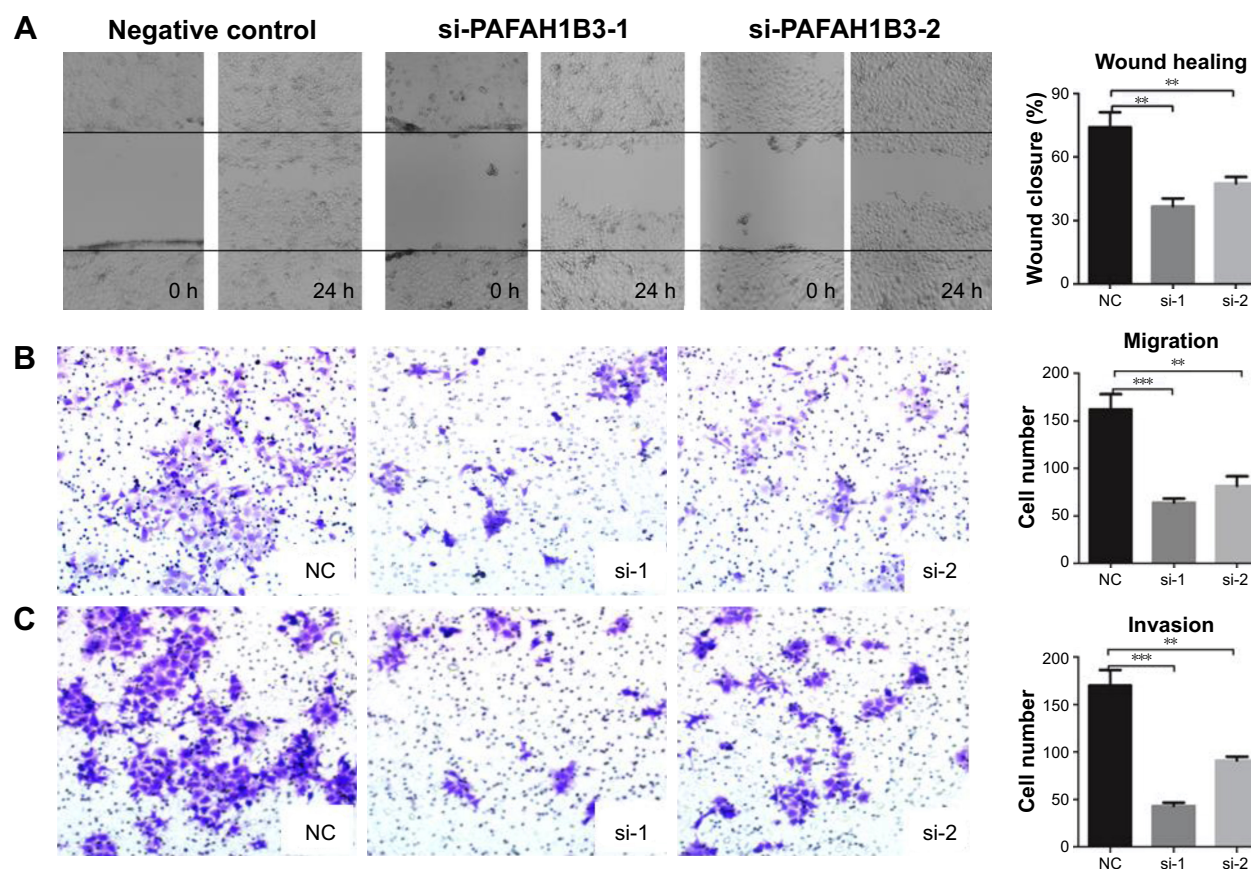 A
Negative control
si-PAFAH1B3-1
si-PAFAH1B3-2
0 h
24 h
0 h
24 h
0 h
24 h
Wound healing
**
**
Wound closure (%)
90
60
30
0
NC
si-1
si-2
B
NC
si-1
si-2
Migration
**
***
Cell number
200
150
100
50
0
NC
si-1
si-2
C
NC
si-1
si-2
Invasion
**
***
Cell number
200
150
100
50
0
NC
si-1
si-2